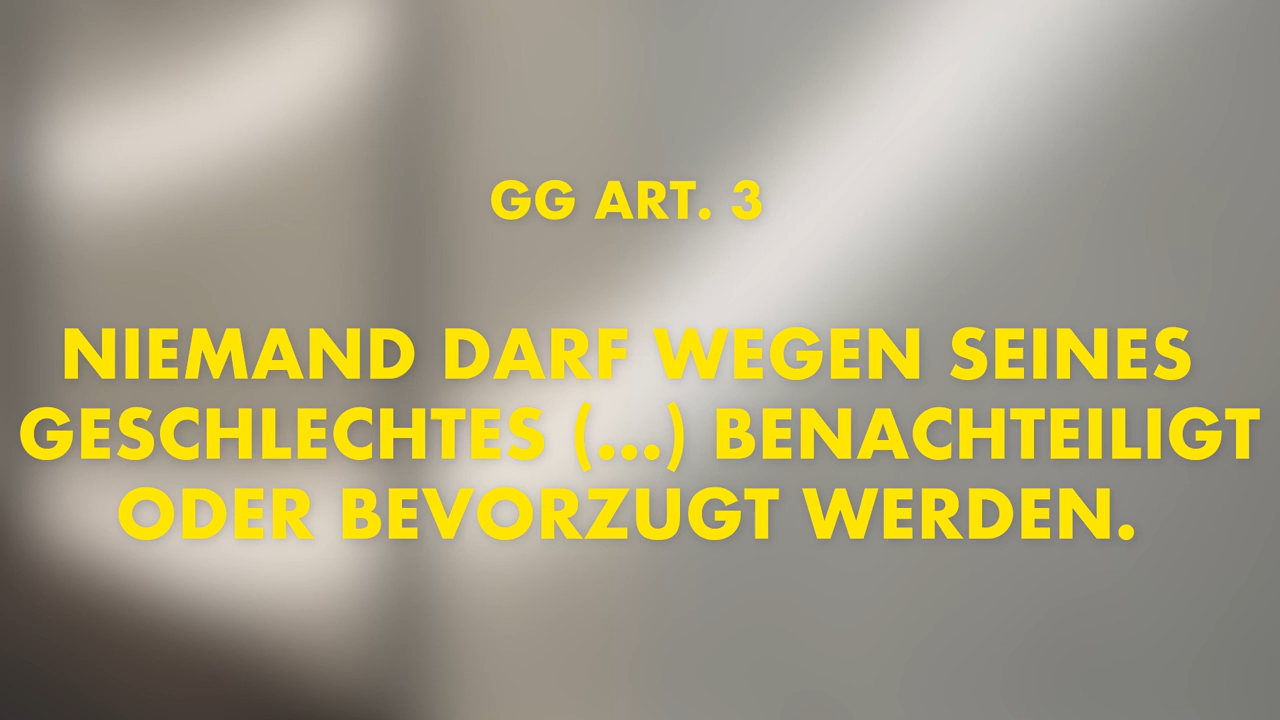 GG ART. 3
NIEMAND DARF WEGEN SEINES
GESCHLECHTES (...) BENACHTEILIGT
ODER BEVORZUGT WERDEN.